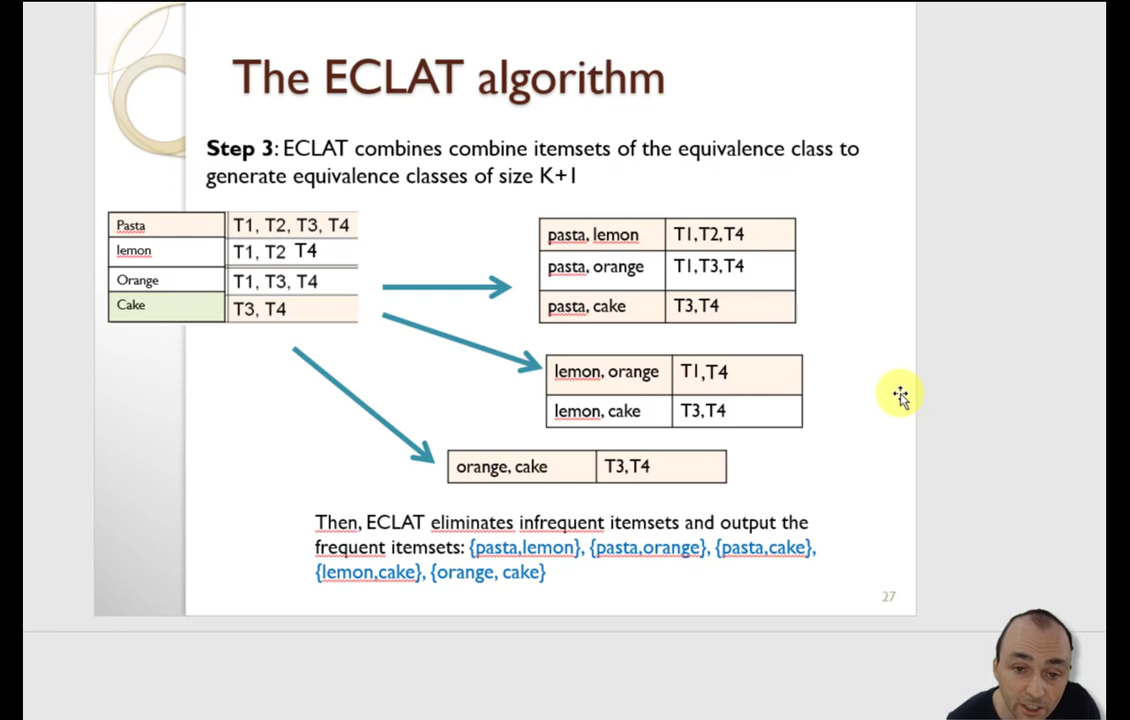 The ECLAT algorithm
Step 3: ECLAT combines combine itemsets of the equivalence class to
generate equivalence classes of size K+1
Pasta T1, T2, T3, T4
lemon T1, T2 T4
Orange T1, T3, T4
Cake T3, T4
pasta, lemon T1,T2,T4
pasta, orange T1,T3,T4
pasta, cake T3,T4
lemon, orange T1,T4
lemon, cake T3,T4
orange, cake T3,T4
Then, ECLAT eliminates infrequent itemsets and output the
frequent itemsets: {pasta,lemon}, {pasta,orange}, {pasta,cake},
{lemon,cake}, {orange, cake}
27